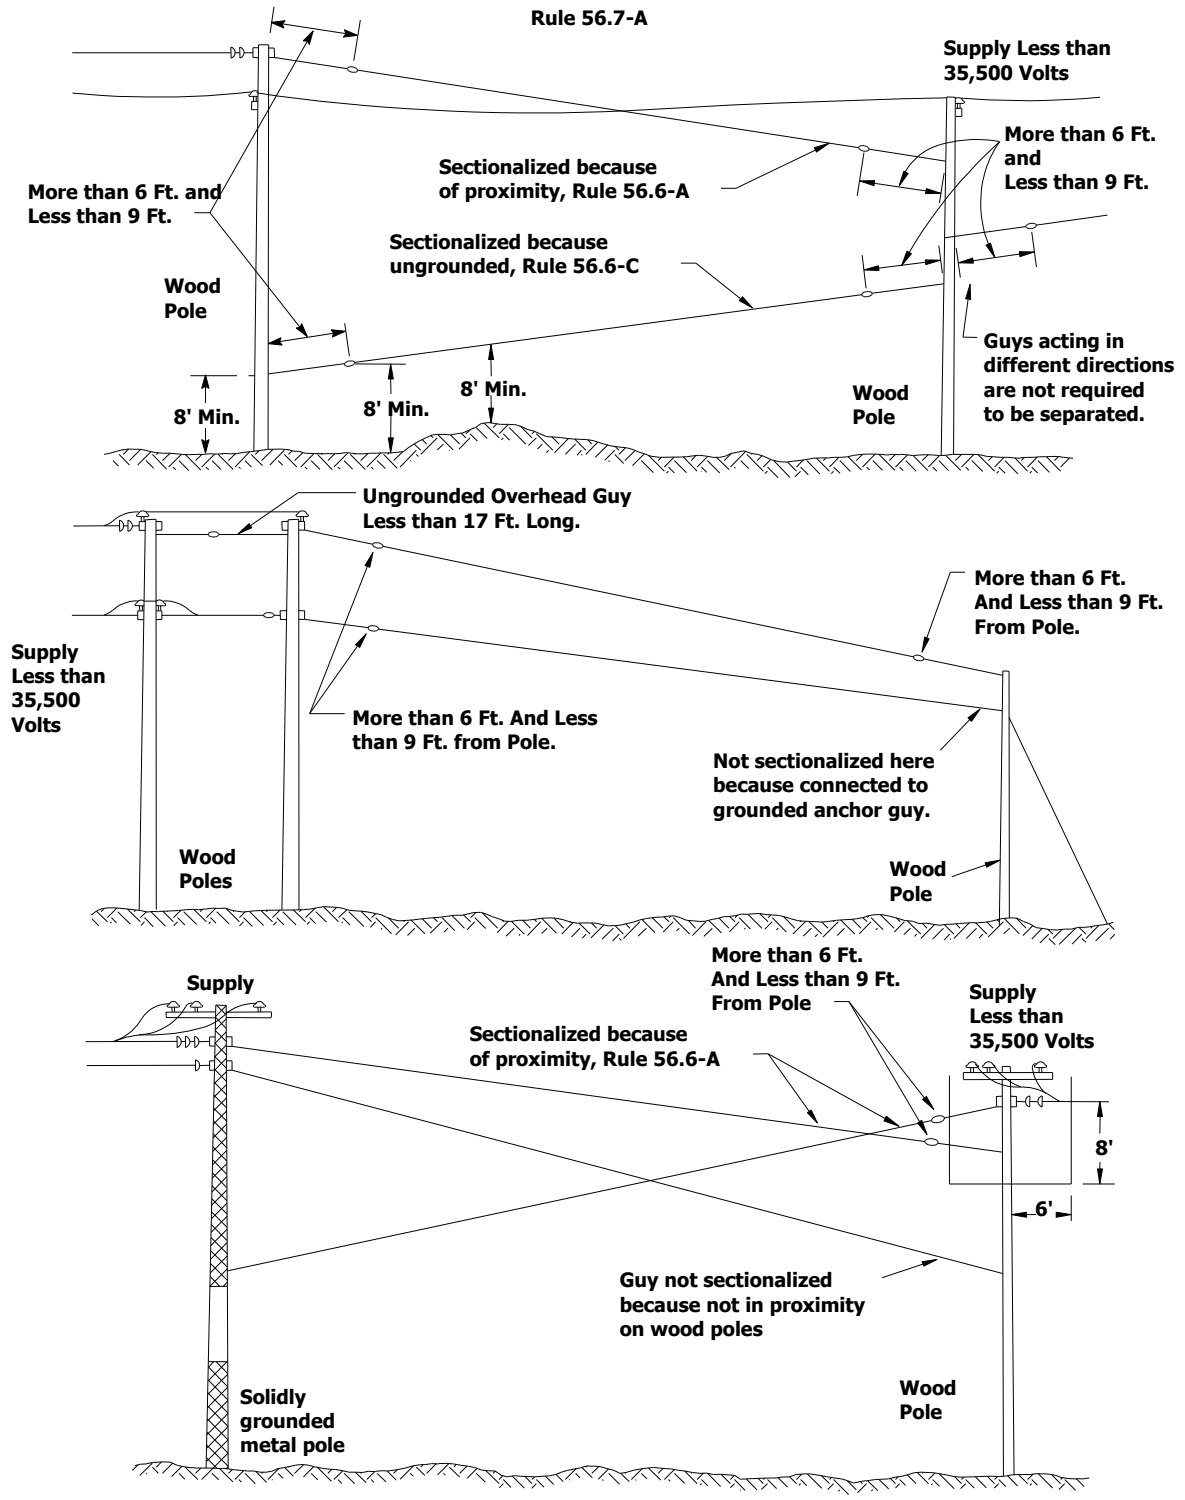 Rule 56.7-A
Supply Less than
35,500 Volts
More than 6 Ft.
and
Less than 9 Ft.
Sectionalized because
of proximity, Rule 56.6-A
More than 6 Ft. and
Less than 9 Ft.
Sectionalized because
ungrounded, Rule 56.6-C
Wood
Pole
Guys acting in
different directions
are not required
to be separated.
8' Min.
8' Min.
8' Min.
Wood
Pole
Ungrounded Overhead Guy
Less than 17 Ft. Long.
More than 6 Ft.
And Less than 9 Ft.
From Pole.
Supply
Less than
35,500
Volts
More than 6 Ft. And Less
than 9 Ft. from Pole.
Not sectionalized here
because connected to
grounded anchor guy.
Wood
Poles
Wood
Pole
More than 6 Ft.
And Less than 9 Ft.
From Pole
Supply
Supply
Less than
35,500 Volts
Sectionalized because
of proximity, Rule 56.6-A
8'
6'
Guy not sectionalized
because not in proximity
on wood poles
Solidly
grounded
metal pole
Wood
Pole